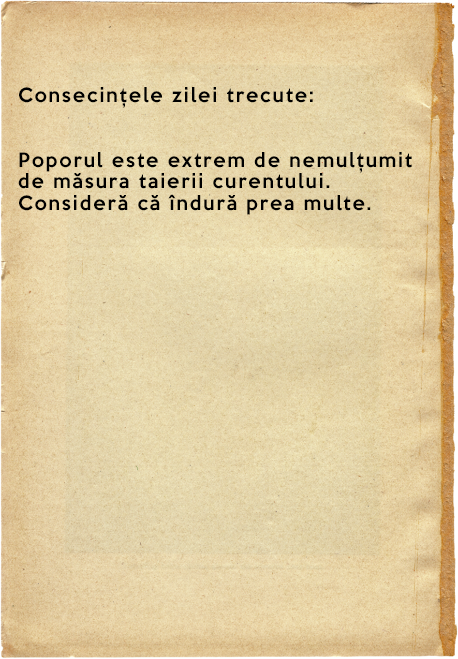 Consecințele zilei trecute:
Poporul este extrem de nemulțumit
de măsura taierii curentului.
Consideră că îndură prea multe.